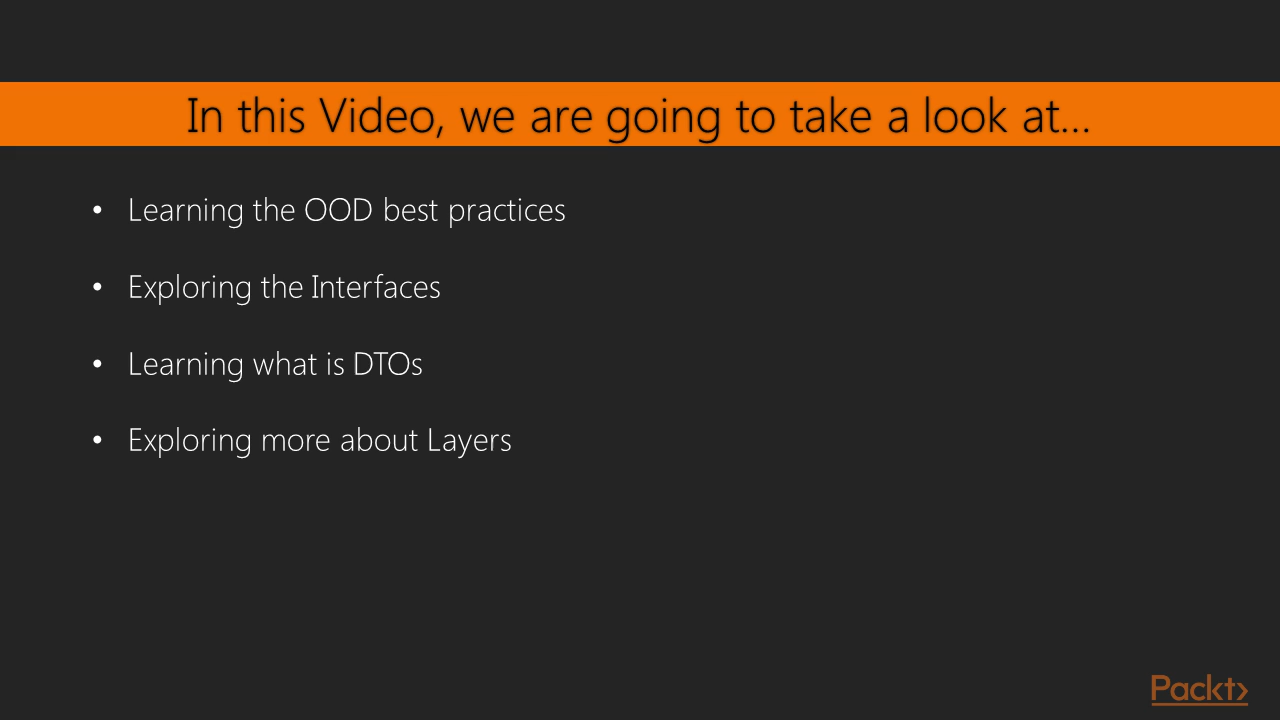 In this Video, we are going to take a look at...
• Learning the OOD best practices
• Exploring the Interfaces
• Learning what is DTOs
• Exploring more about Layers
Packt>